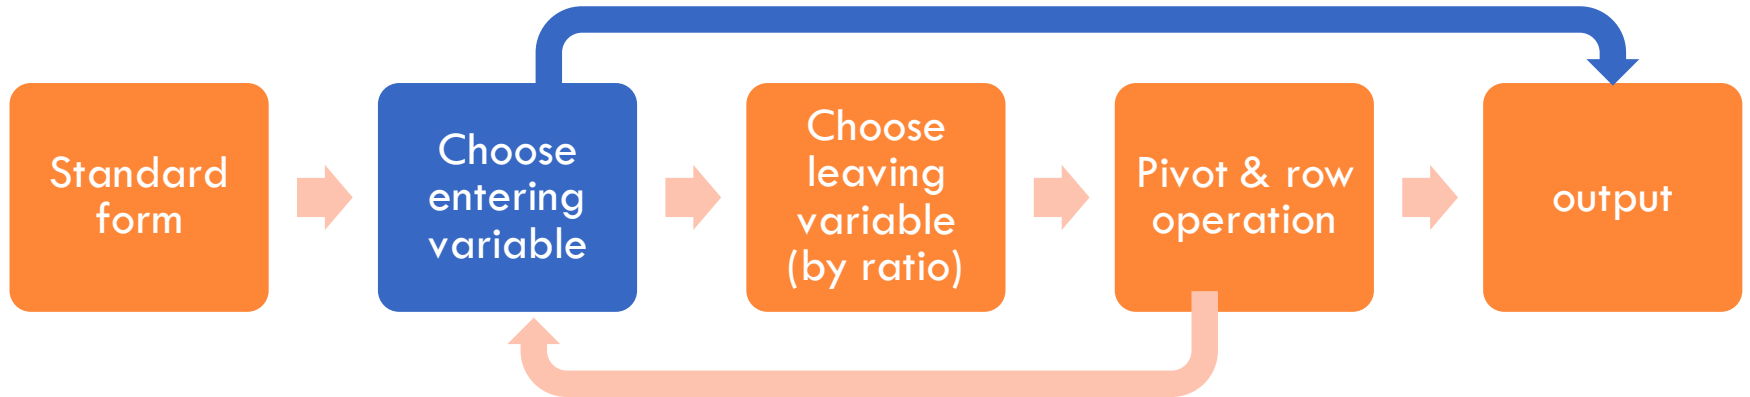 Standard
form
Choose
entering
variable
Choose
leaving
variable
(by ratio)
Pivot & row
operation
output